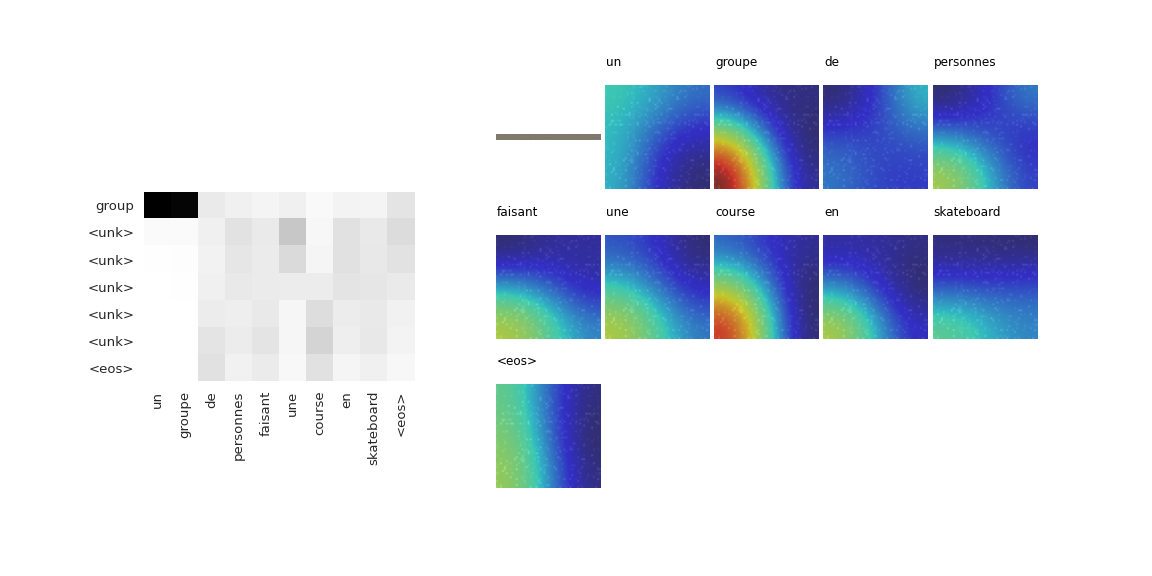 group
<unk>
<unk>
<unk>
<unk>
<unk>
<eos>
un
groupe
de
personnes
faisant
une
course
en
skateboard
<eos>
un groupe de personnes
faisant une course en skateboard
<eos>